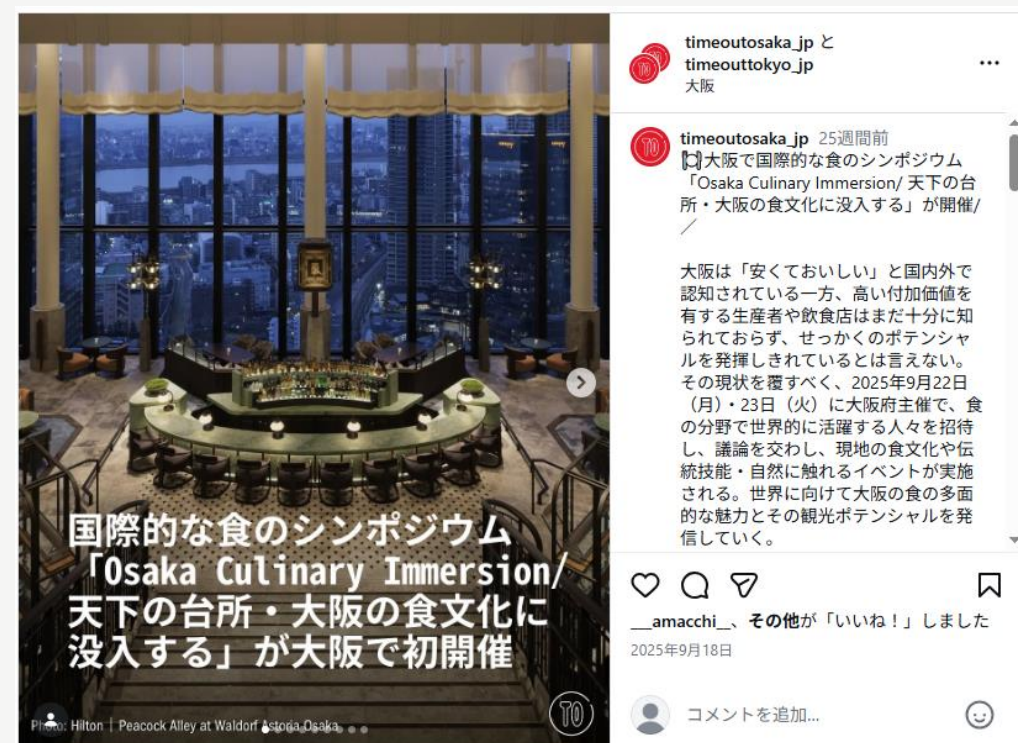 国際的な食のシンポジウム
「Osaka Culinary Immersion/
天下の台所・大阪の食文化に
没入する」が大阪で初開催
Photo: Hilton | Peacock Alley at Waldorf Astoria Osaka
TO
timeoutosaka_jp と
timeouttokyo_jp
大阪
TO
timeoutosaka_jp 25週間前
🍽大阪で国際的な食のシンポジウム
「Osaka Culinary Immersion/ 天下の台
所・大阪の食文化に没入する」が開催/
／
大阪は「安くておいしい」と国内外で
認知されている一方、高い付加価値を
有する生産者や飲食店はまだ十分に知
られておらず、せっかくのポテンシャ
ルを発揮しきれているとは言えない。
その現状を覆すべく、2025年9月22日
（月）・23日（火）に大阪府主催で、食
の分野で世界的に活躍する人々を招待
し、議論を交わし、現地の食文化や伝
統技能・自然に触れるイベントが実施
される。世界に向けて大阪の食の多面
的な魅力とその観光ポテンシャルを発
信していく。
__amacchi__、その他が「いいね！」しました
2025年9月18日
コメントを追加...